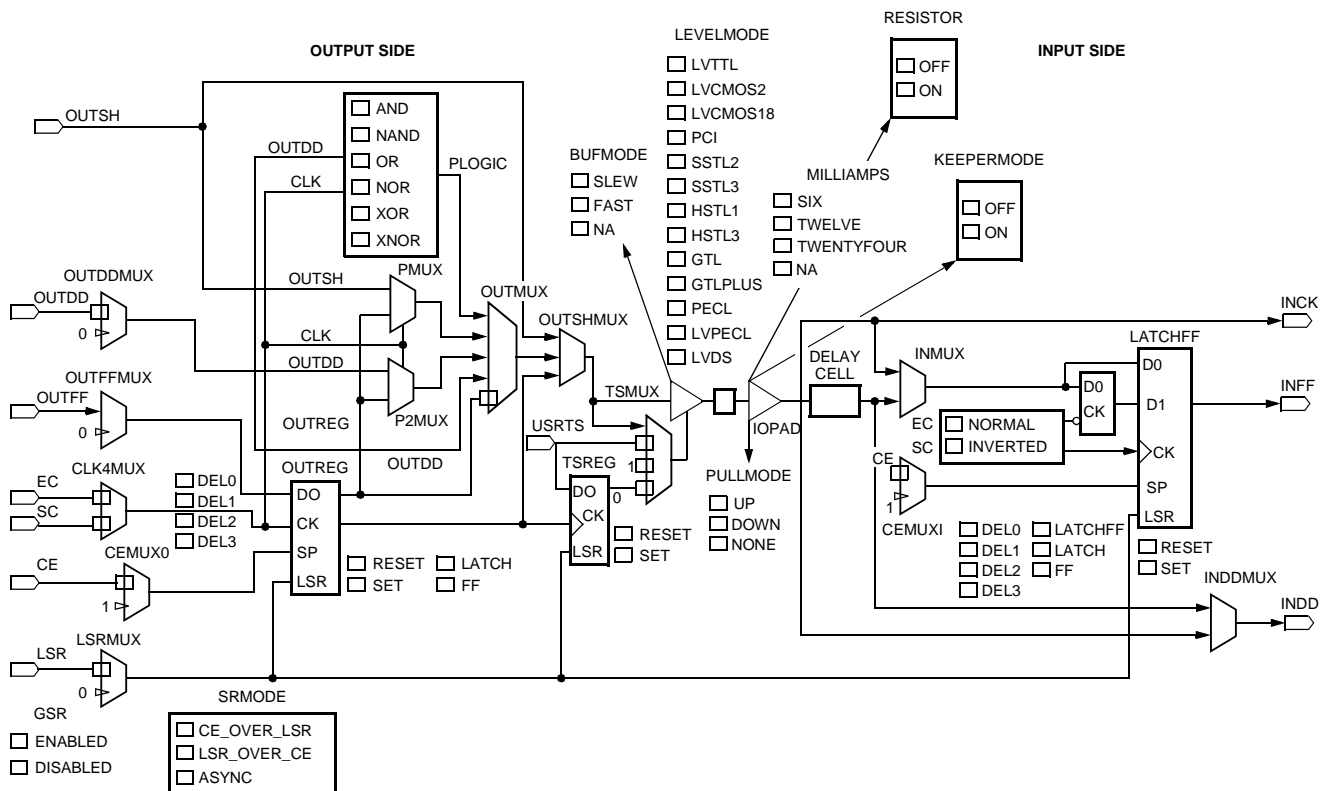 OUTPUT SIDE
INPUT SIDE
RESISTOR
OFF
ON
LEVELMODE
LVTTL
LVCMOS2
LVCMOS18
PCI
SSTL2
SSTL3
HSTL1
HSTL3
GTL
GTLPLUS
PECL
LVPECL
LVDS
BUFMODE
SLEW
FAST
NA
MILLIAMPS
SIX
TWELVE
TWENTYFOUR
NA
KEEPERMODE
OFF
ON
OUTSH
AND
NAND
OR
NOR
XOR
XNOR
OUTDD
CLK
PLOGIC
OUTDDMUX
OUTDD
0
OUTSH
PMUX
OUTMUX
OUTSHMUX
CLK
OUTDD
P2MUX
OUTREG
OUTDD
OUTFFMUX
OUTFF
0
CLK4MUX
EC
SC
DEL0
DEL1
DEL2
DEL3
OUTREG
DO
CK
SP
LSR
RESET
SET
LATCH
FF
CEMUX0
CE
1
LSRMUX
LSR
0
GSR
ENABLED
DISABLED
SRMODE
CE_OVER_LSR
LSR_OVER_CE
ASYNC
TSMUX
USRTS
1
0
TSREG
DO
CK
LSR
RESET
SET
IOPAD
PULLMODE
UP
DOWN
NONE
DELAY
CELL
INMUX
EC
SC
NORMAL
INVERTED
D0
CK
LATCHFF
D0
D1
CK
SP
LSR
CE
1
CEMUXI
DEL0
DEL1
DEL2
DEL3
LATCHFF
LATCH
FF
RESET
SET
INDDMUX
INCK
INFF
INDD